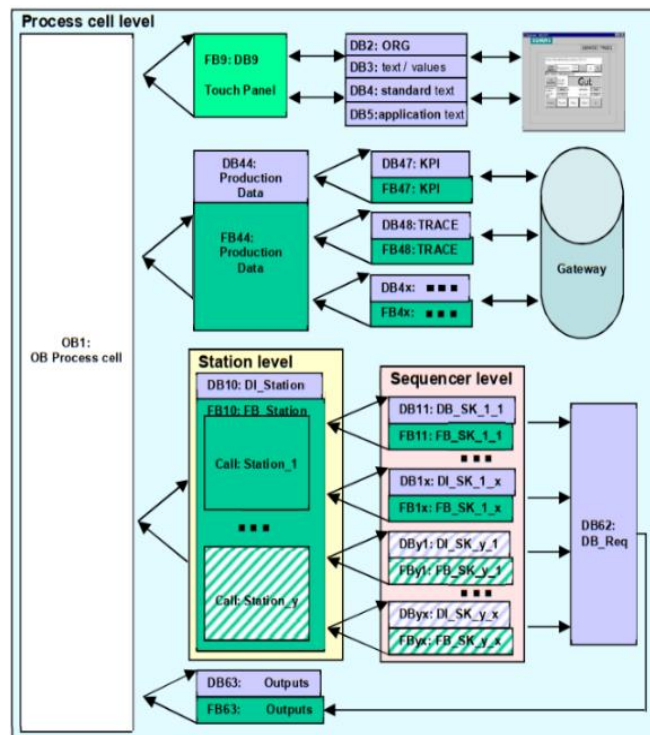 Process cell level
FB9: DB9
Touch Panel
DB2: ORG
DB3: text / values
DB4: standard text
DB5:application text
Cut
DB44:
Production
Data
FB44:
Production
Data
DB47: KPI
FB47: KPI
DB48: TRACE
FB48: TRACE
DB4x: ■ ■ ■
FB4x: ■ ■ ■
Gateway
OB1:
OB Process cell
Station level
DB10: DI_Station
FB10: FB_Station
Call: Station_1
■ ■ ■
Call: Station_y
Sequencer level
DB11: DB_SK_1_1
FB11: FB_SK_1_1
■ ■ ■
DB1x: DI_SK_1_x
FB1x: FB_SK_1_x
DBy1: DI_SK_y_1
FBy1: FB_SK_y_1
■ ■ ■
DByx: DI_SK_y_x
FByx: FB_SK_y_x
DB62:
DB_Req
DB63: Outputs
FB63: Outputs